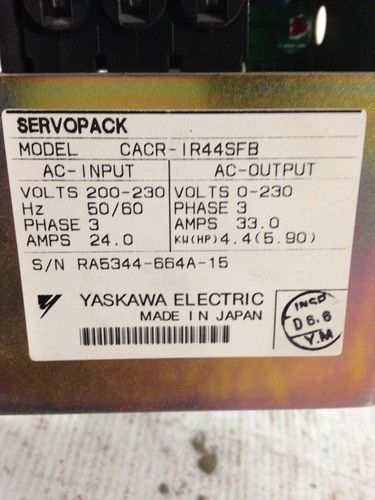 SERVOPACK
MODEL CACR-IR44SFB
AC-INPUT AC-OUTPUT
VOLTS 200-230 VOLTS 0-230
Hz 50/60 PHASE 3
PHASE 3 AMPS 33.0
AMPS 24.0 KW(HP) 4.4(5.90)
S/N RA5344-664A-15
YASKAWA ELECTRIC
MADE IN JAPAN
INSP
D6.6
Y.M